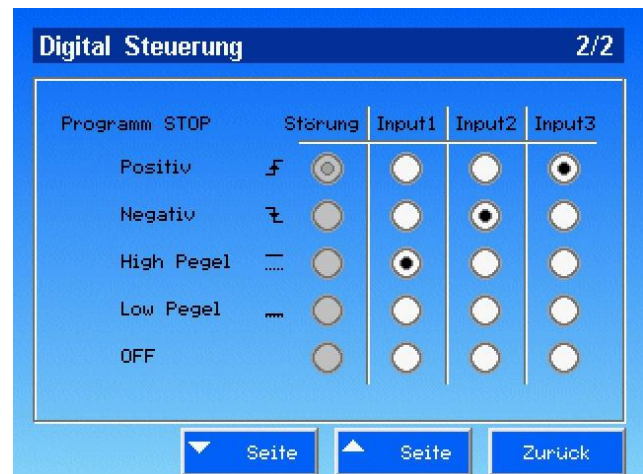 Digital Steuerung 2/2
Programm STOP Störung Input1 Input2 Input3
Positiv
Negativ
High Pegel
Low Pegel
OFF
Seite Seite Zurück